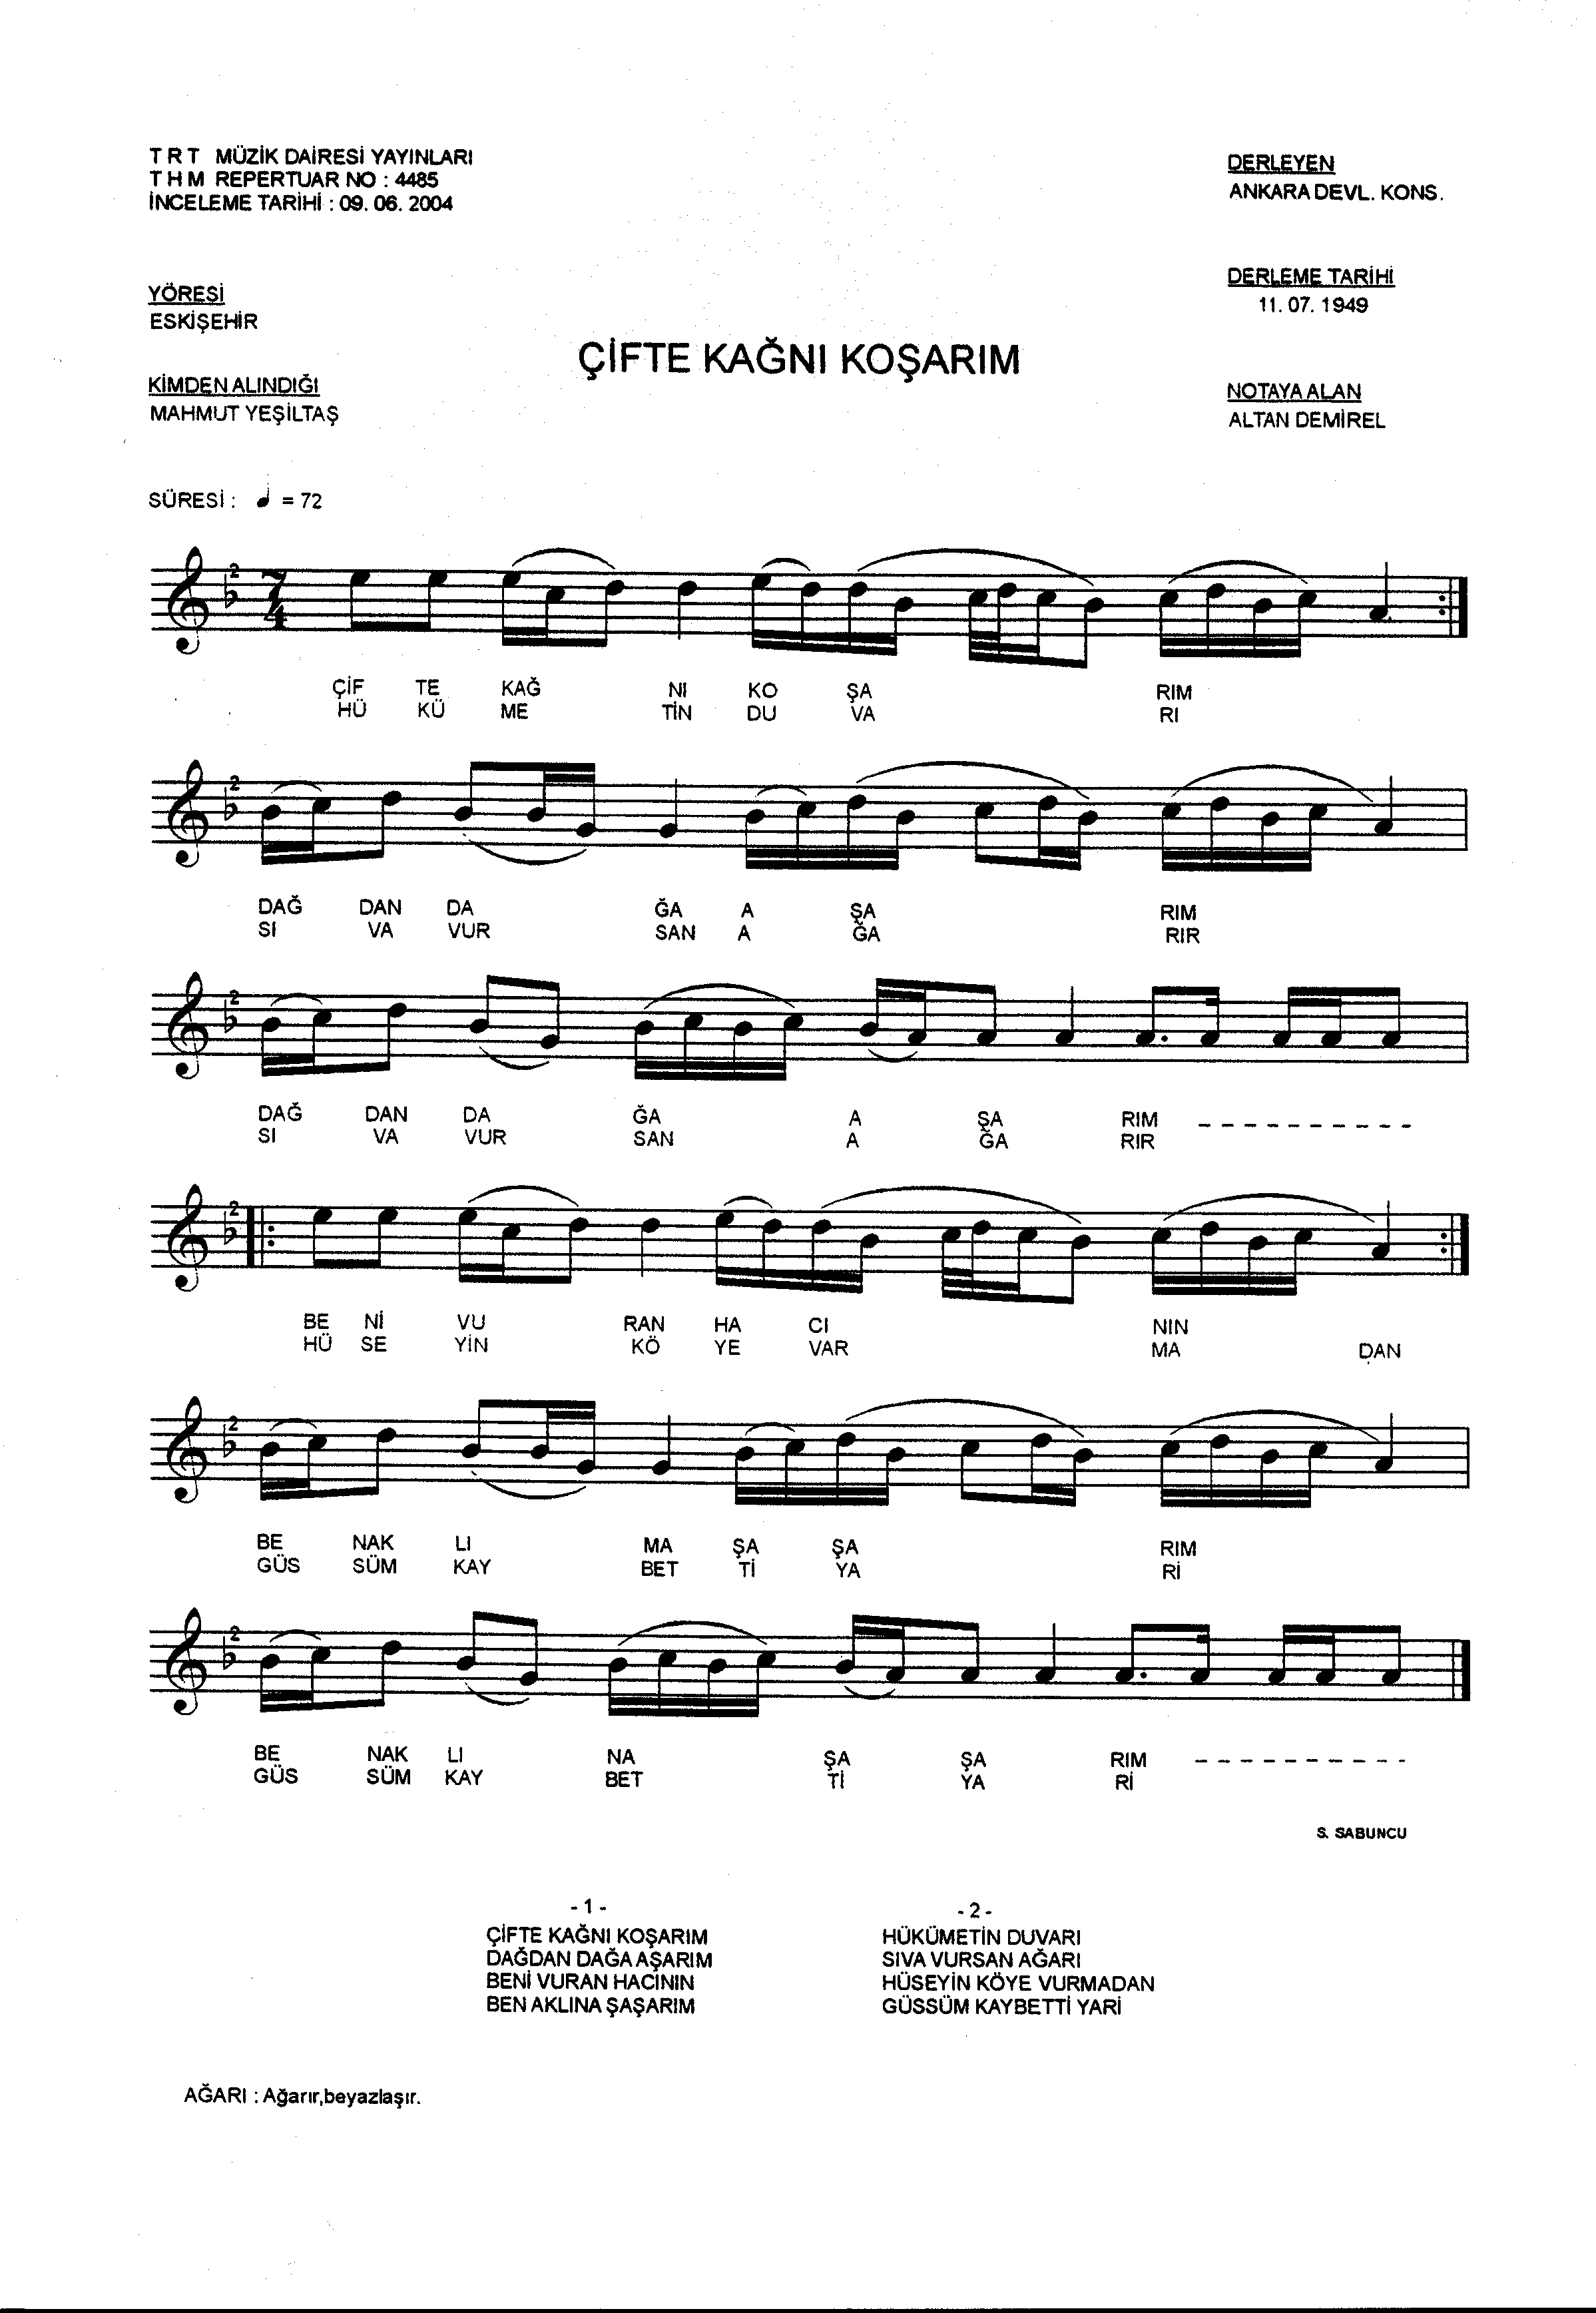 T R T MÜZİK DAİRESİ YAYINLARI
T H M REPERTUAR NO : 4485
İNCELEME TARİHİ : 09. 06. 2004
DERLEYEN
ANKARA DEVL. KONS.
YÖRESİ
ESKİŞEHİR
DERLEME TARİHİ
11. 07. 1949
ÇİFTE KAĞNI KOŞARIM
KİMDEN ALINDIĞI
MAHMUT YEŞİLTAŞ
NOTAYA ALAN
ALTAN DEMİREL
SÜRESİ : ♩ = 72
2 7 4
ÇİF TE KAĞ NI KO ŞA RIM
HÜ KÜ ME TİN DU VA RI
2
DAĞ DAN DA ĞA A ŞA RIM
SI VA VUR SAN A ĞA RIR
2
DAĞ DAN DA ĞA A ŞA RIM _ _ _ _ _ _ _ _ _ _
SI VA VUR SAN A ĞA RIR
2
BE Nİ VU RAN HA CI NIN
HÜ SE YİN KÖ YE VAR MA DAN
2
BE NAK LI MA ŞA ŞA RIM
GÜS SÜM KAY BET Tİ YA Rİ
2
BE NAK LI NA ŞA ŞA RIM _ _ _ _ _ _ _ _ _ _
GÜS SÜM KAY BET Tİ YA Rİ
S. SABUNCU
- 1 -
ÇİFTE KAĞNI KOŞARIM
DAĞDAN DAĞA AŞARIM
BENİ VURAN HACININ
BEN AKLINA ŞAŞARIM
- 2 -
HÜKÜMETİN DUVARI
SIVA VURSAN AĞARI
HÜSEYİN KÖYE VURMADAN
GÜSSÜM KAYBETTİ YARİ
AĞARI : Ağarır,beyazlaşır.